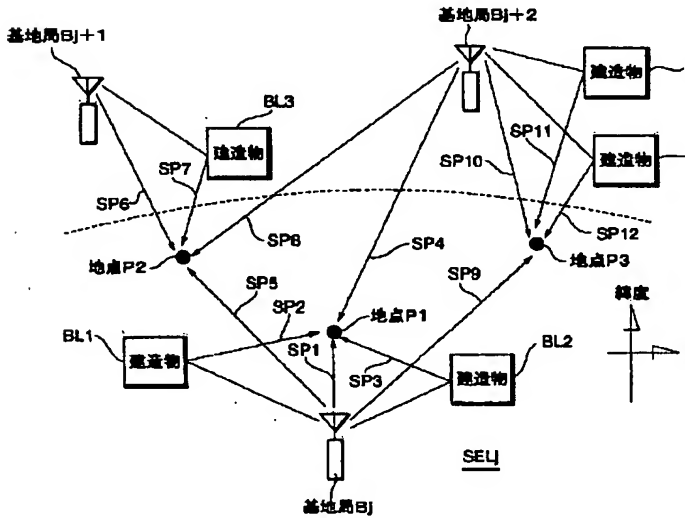 基地局Bj+2
基地局Bj+1
建造物
BL3
建造物
SP11
建造物
SP7
SP10
SP6
SP8
SP4
SP12
SP9
地点P2
地点P3
SP5
緯度
SP2
地点P1
BL1
BL2
SP1
建造物
SP3
建造物
SELj
基地局Bj